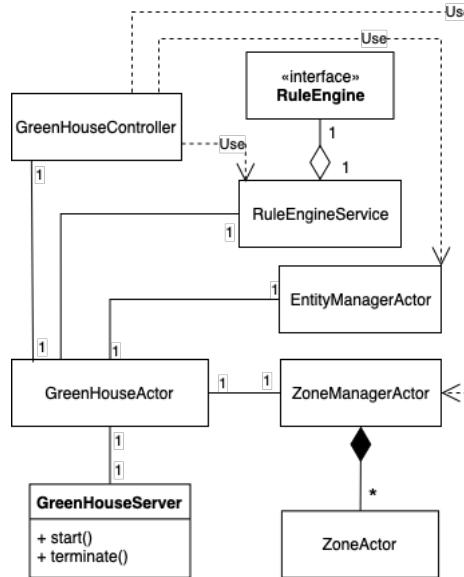 Use
Use
«interface»
RuleEngine
GreenHouseController
1
Use
1
1
RuleEngineService
1
1
EntityManagerActor
1
1
GreenHouseActor
1
1
ZoneManagerActor
1
1
GreenHouseServer
+ start()
+ terminate()
*
ZoneActor